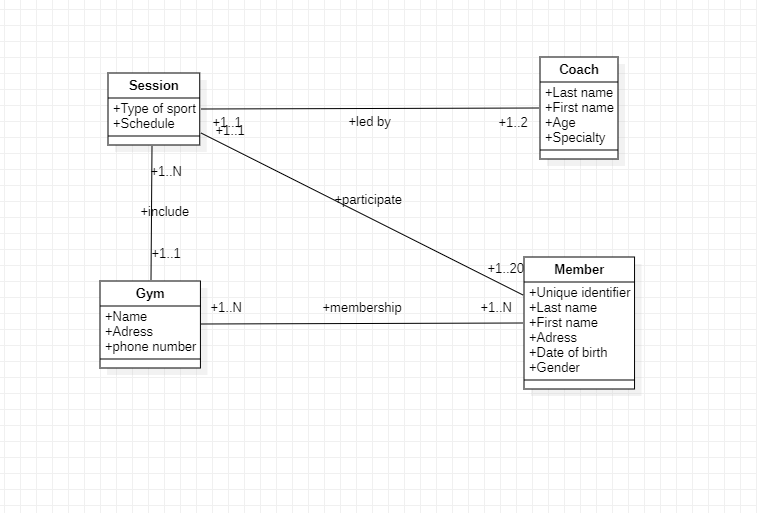 Session
+Type of sport
+Schedule
Coach
+Last name
+First name
+Age
+Specialty
+1..1
+led by
+1..2
+1..1
+participate
+1..20
+1..N
+include
+1..1
Gym
+Name
+Adress
+phone number
+1..N
+membership
+1..N
Member
+Unique identifier
+Last name
+First name
+Adress
+Date of birth
+Gender